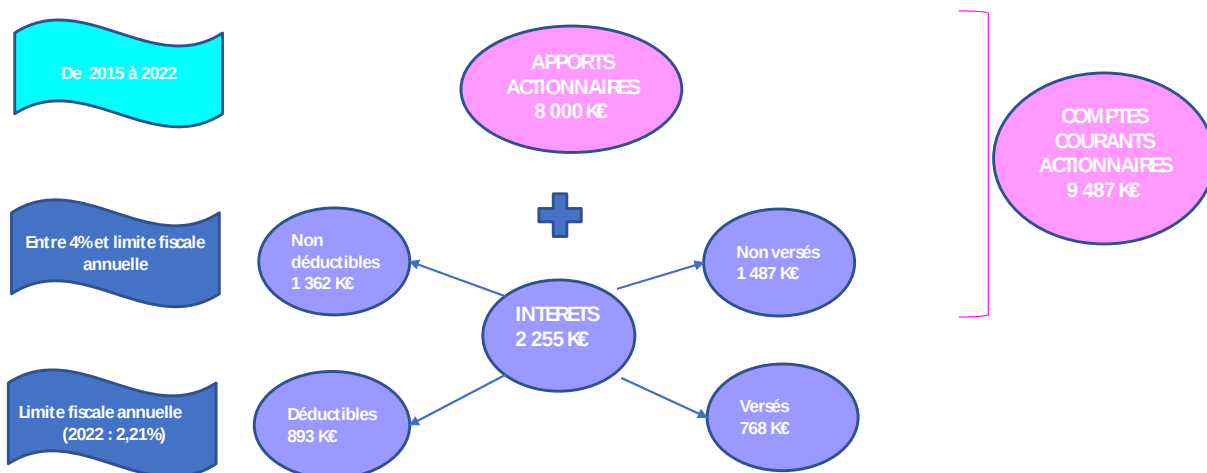 De 2015 à 2022
APPORTS
ACTIONNAIRES
8 000 K€
COMPTES
COURANTS
ACTIONNAIRES
9 487 K€
Entre 4% et limite fiscale
annuelle
Non
déductibles
1 362 K€
Non versés
1 487 K€
INTERETS
2 255 K€
Limite fiscale annuelle
(2022 : 2,21%)
Déductibles
893 K€
Versés
768 K€